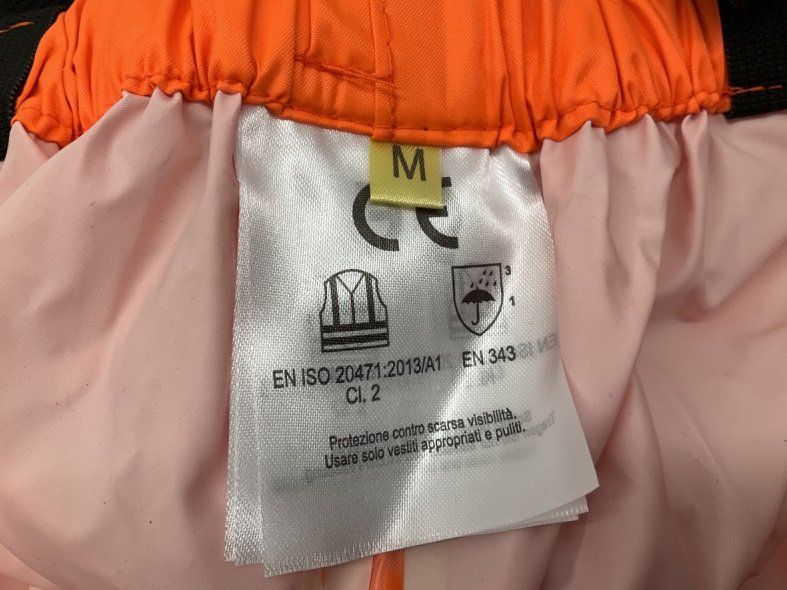 M
CE
3
1
EN ISO 20471:2013/A1
Cl. 2
EN 343
Protezione contro scarsa visibilità.
Usare solo vestiti appropriati e puliti.